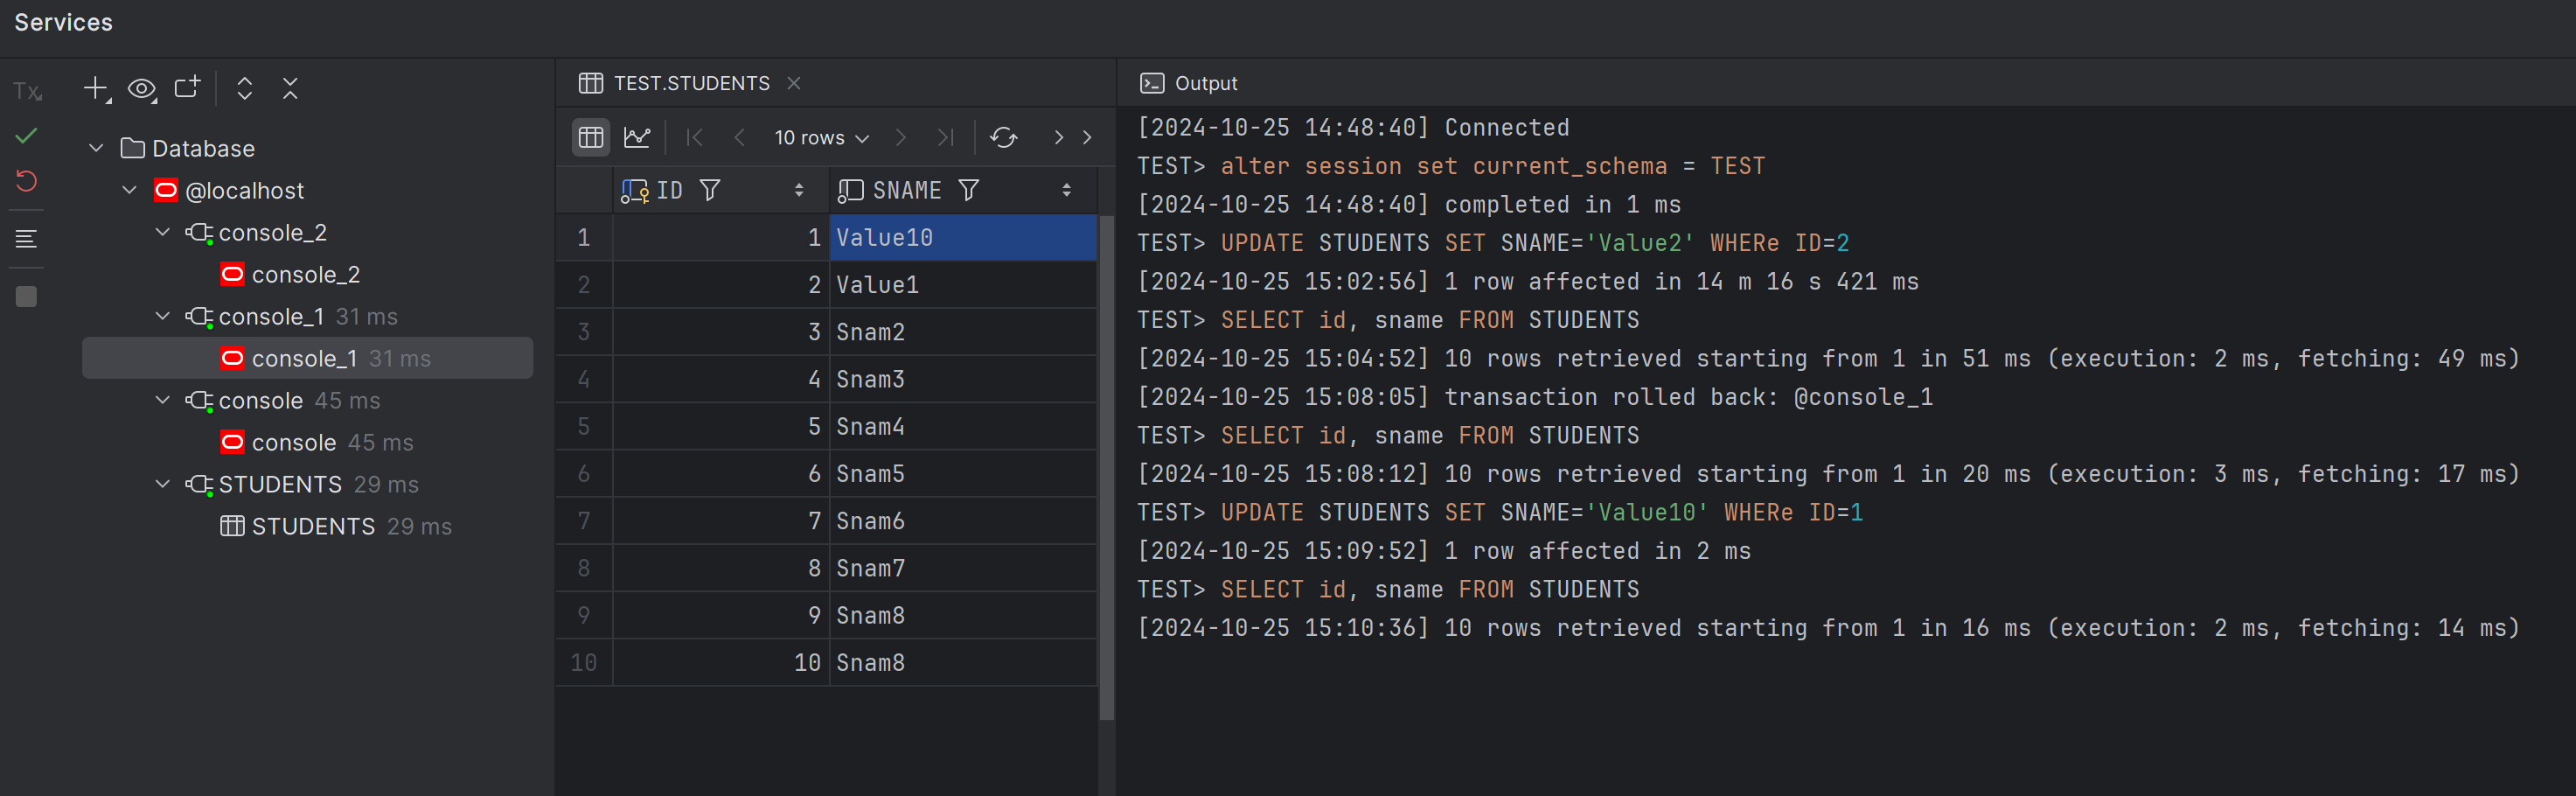 Services
Tx
Database
@localhost
console_2
console_2
console_1 31 ms
console_1 31 ms
console 45 ms
console 45 ms
STUDENTS 29 ms
STUDENTS 29 ms
TEST.STUDENTS
10 rows
ID SNAME
1 1 Value10
2 2 Value1
3 3 Snam2
4 4 Snam3
5 5 Snam4
6 6 Snam5
7 7 Snam6
8 8 Snam7
9 9 Snam8
10 10 Snam8
Output
[2024-10-25 14:48:40] Connected
TEST> alter session set current_schema = TEST
[2024-10-25 14:48:40] completed in 1 ms
TEST> UPDATE STUDENTS SET SNAME='Value2' WHERe ID=2
[2024-10-25 15:02:56] 1 row affected in 14 m 16 s 421 ms
TEST> SELECT id, sname FROM STUDENTS
[2024-10-25 15:04:52] 10 rows retrieved starting from 1 in 51 ms (execution: 2 ms, fetching: 49 ms)
[2024-10-25 15:08:05] transaction rolled back: @console_1
TEST> SELECT id, sname FROM STUDENTS
[2024-10-25 15:08:12] 10 rows retrieved starting from 1 in 20 ms (execution: 3 ms, fetching: 17 ms)
TEST> UPDATE STUDENTS SET SNAME='Value10' WHERe ID=1
[2024-10-25 15:09:52] 1 row affected in 2 ms
TEST> SELECT id, sname FROM STUDENTS
[2024-10-25 15:10:36] 10 rows retrieved starting from 1 in 16 ms (execution: 2 ms, fetching: 14 ms)